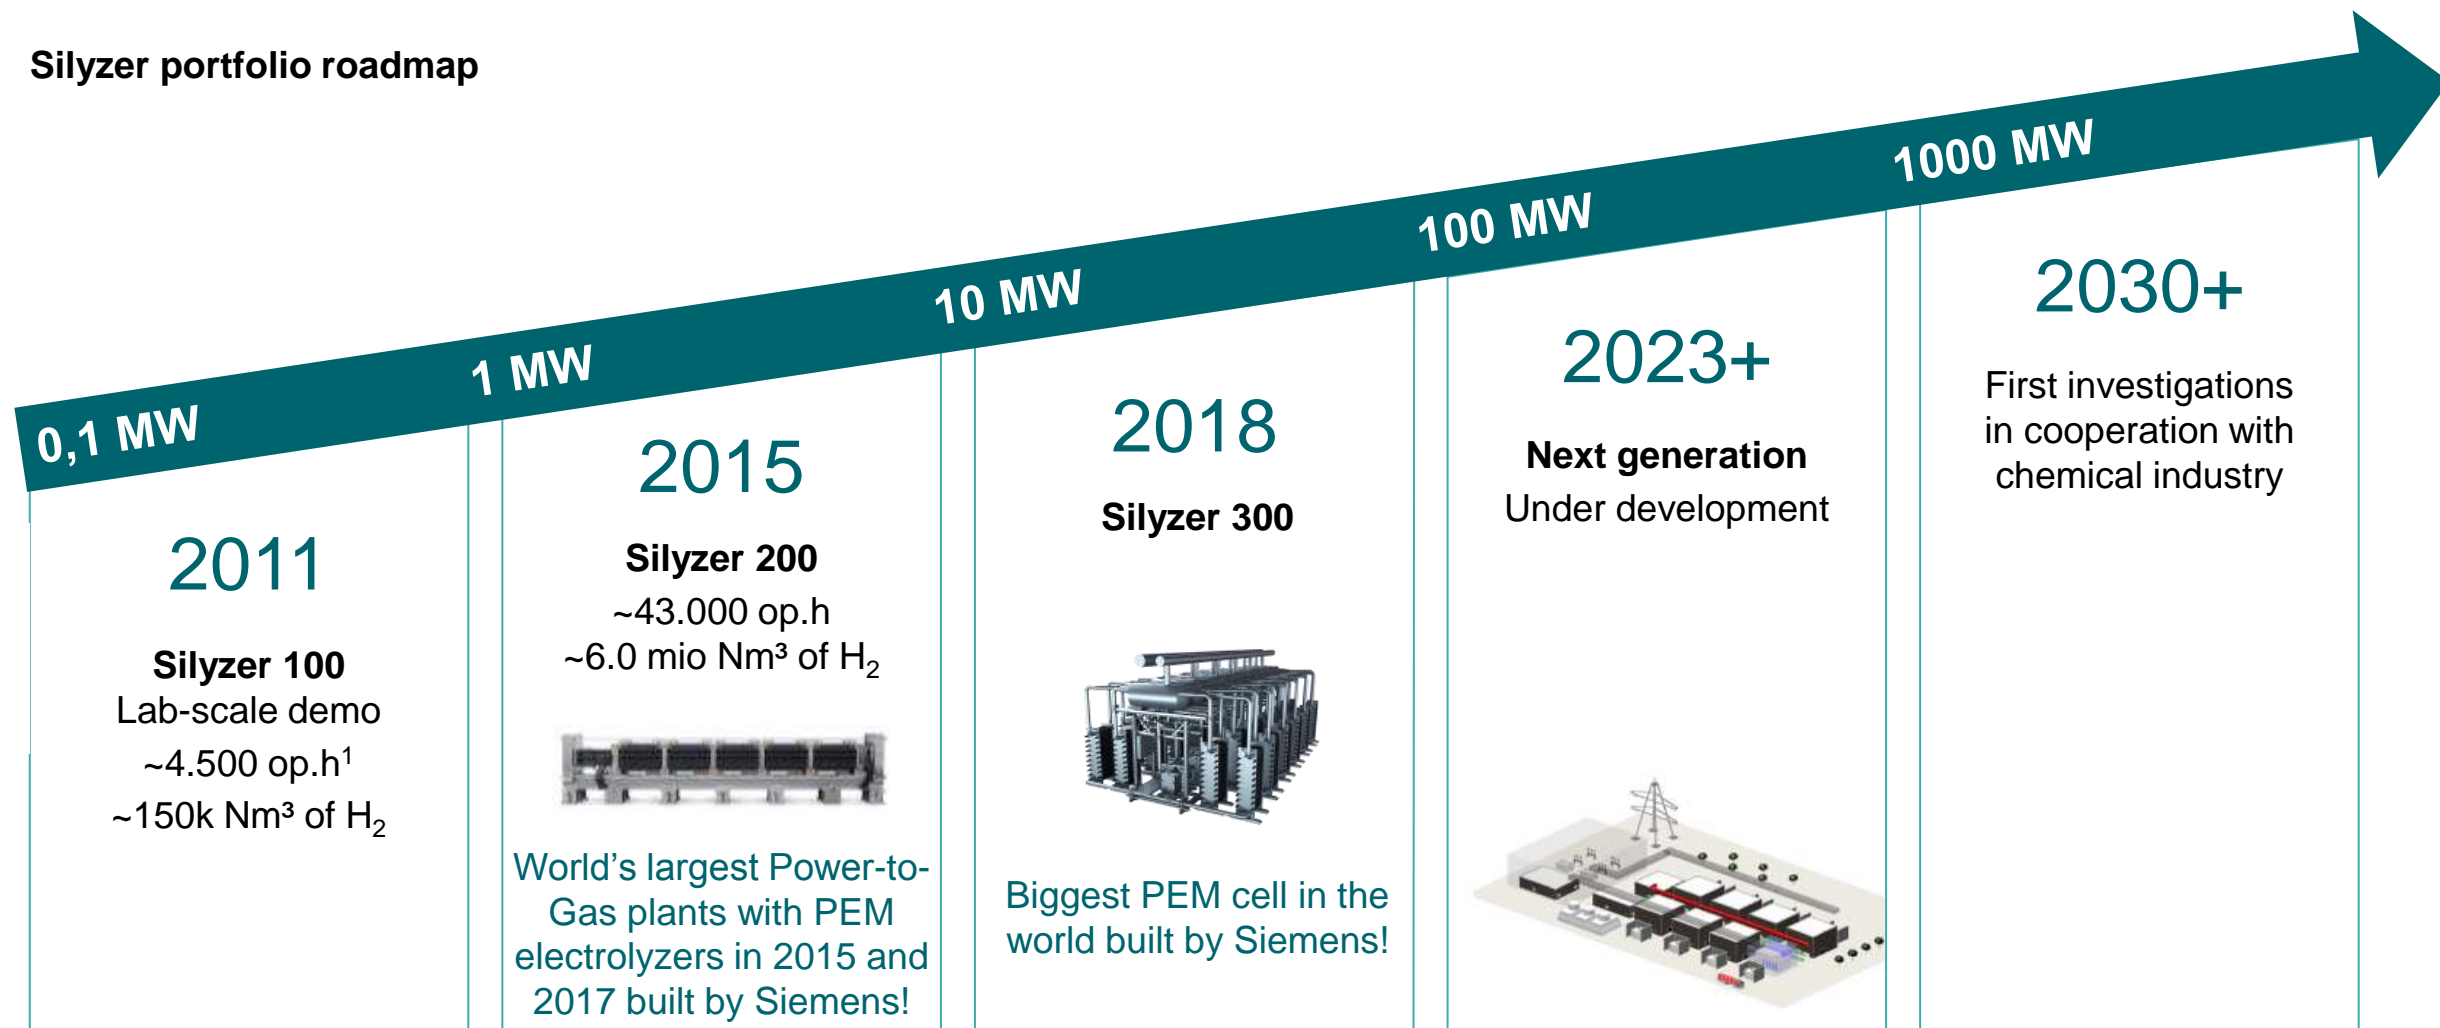 Silyzer portfolio roadmap
0,1 MW
1 MW
10 MW
100 MW
1000 MW
2011
Silyzer 100
Lab-scale demo
~4.500 op.h¹
~150k Nm³ of H₂
2015
Silyzer 200
~43.000 op.h
~6.0 mio Nm³ of H₂
World’s largest Power-to-
Gas plants with PEM
electrolyzers in 2015 and
2017 built by Siemens!
2018
Silyzer 300
Biggest PEM cell in the
world built by Siemens!
2023+
Next generation
Under development
2030+
First investigations
in cooperation with
chemical industry